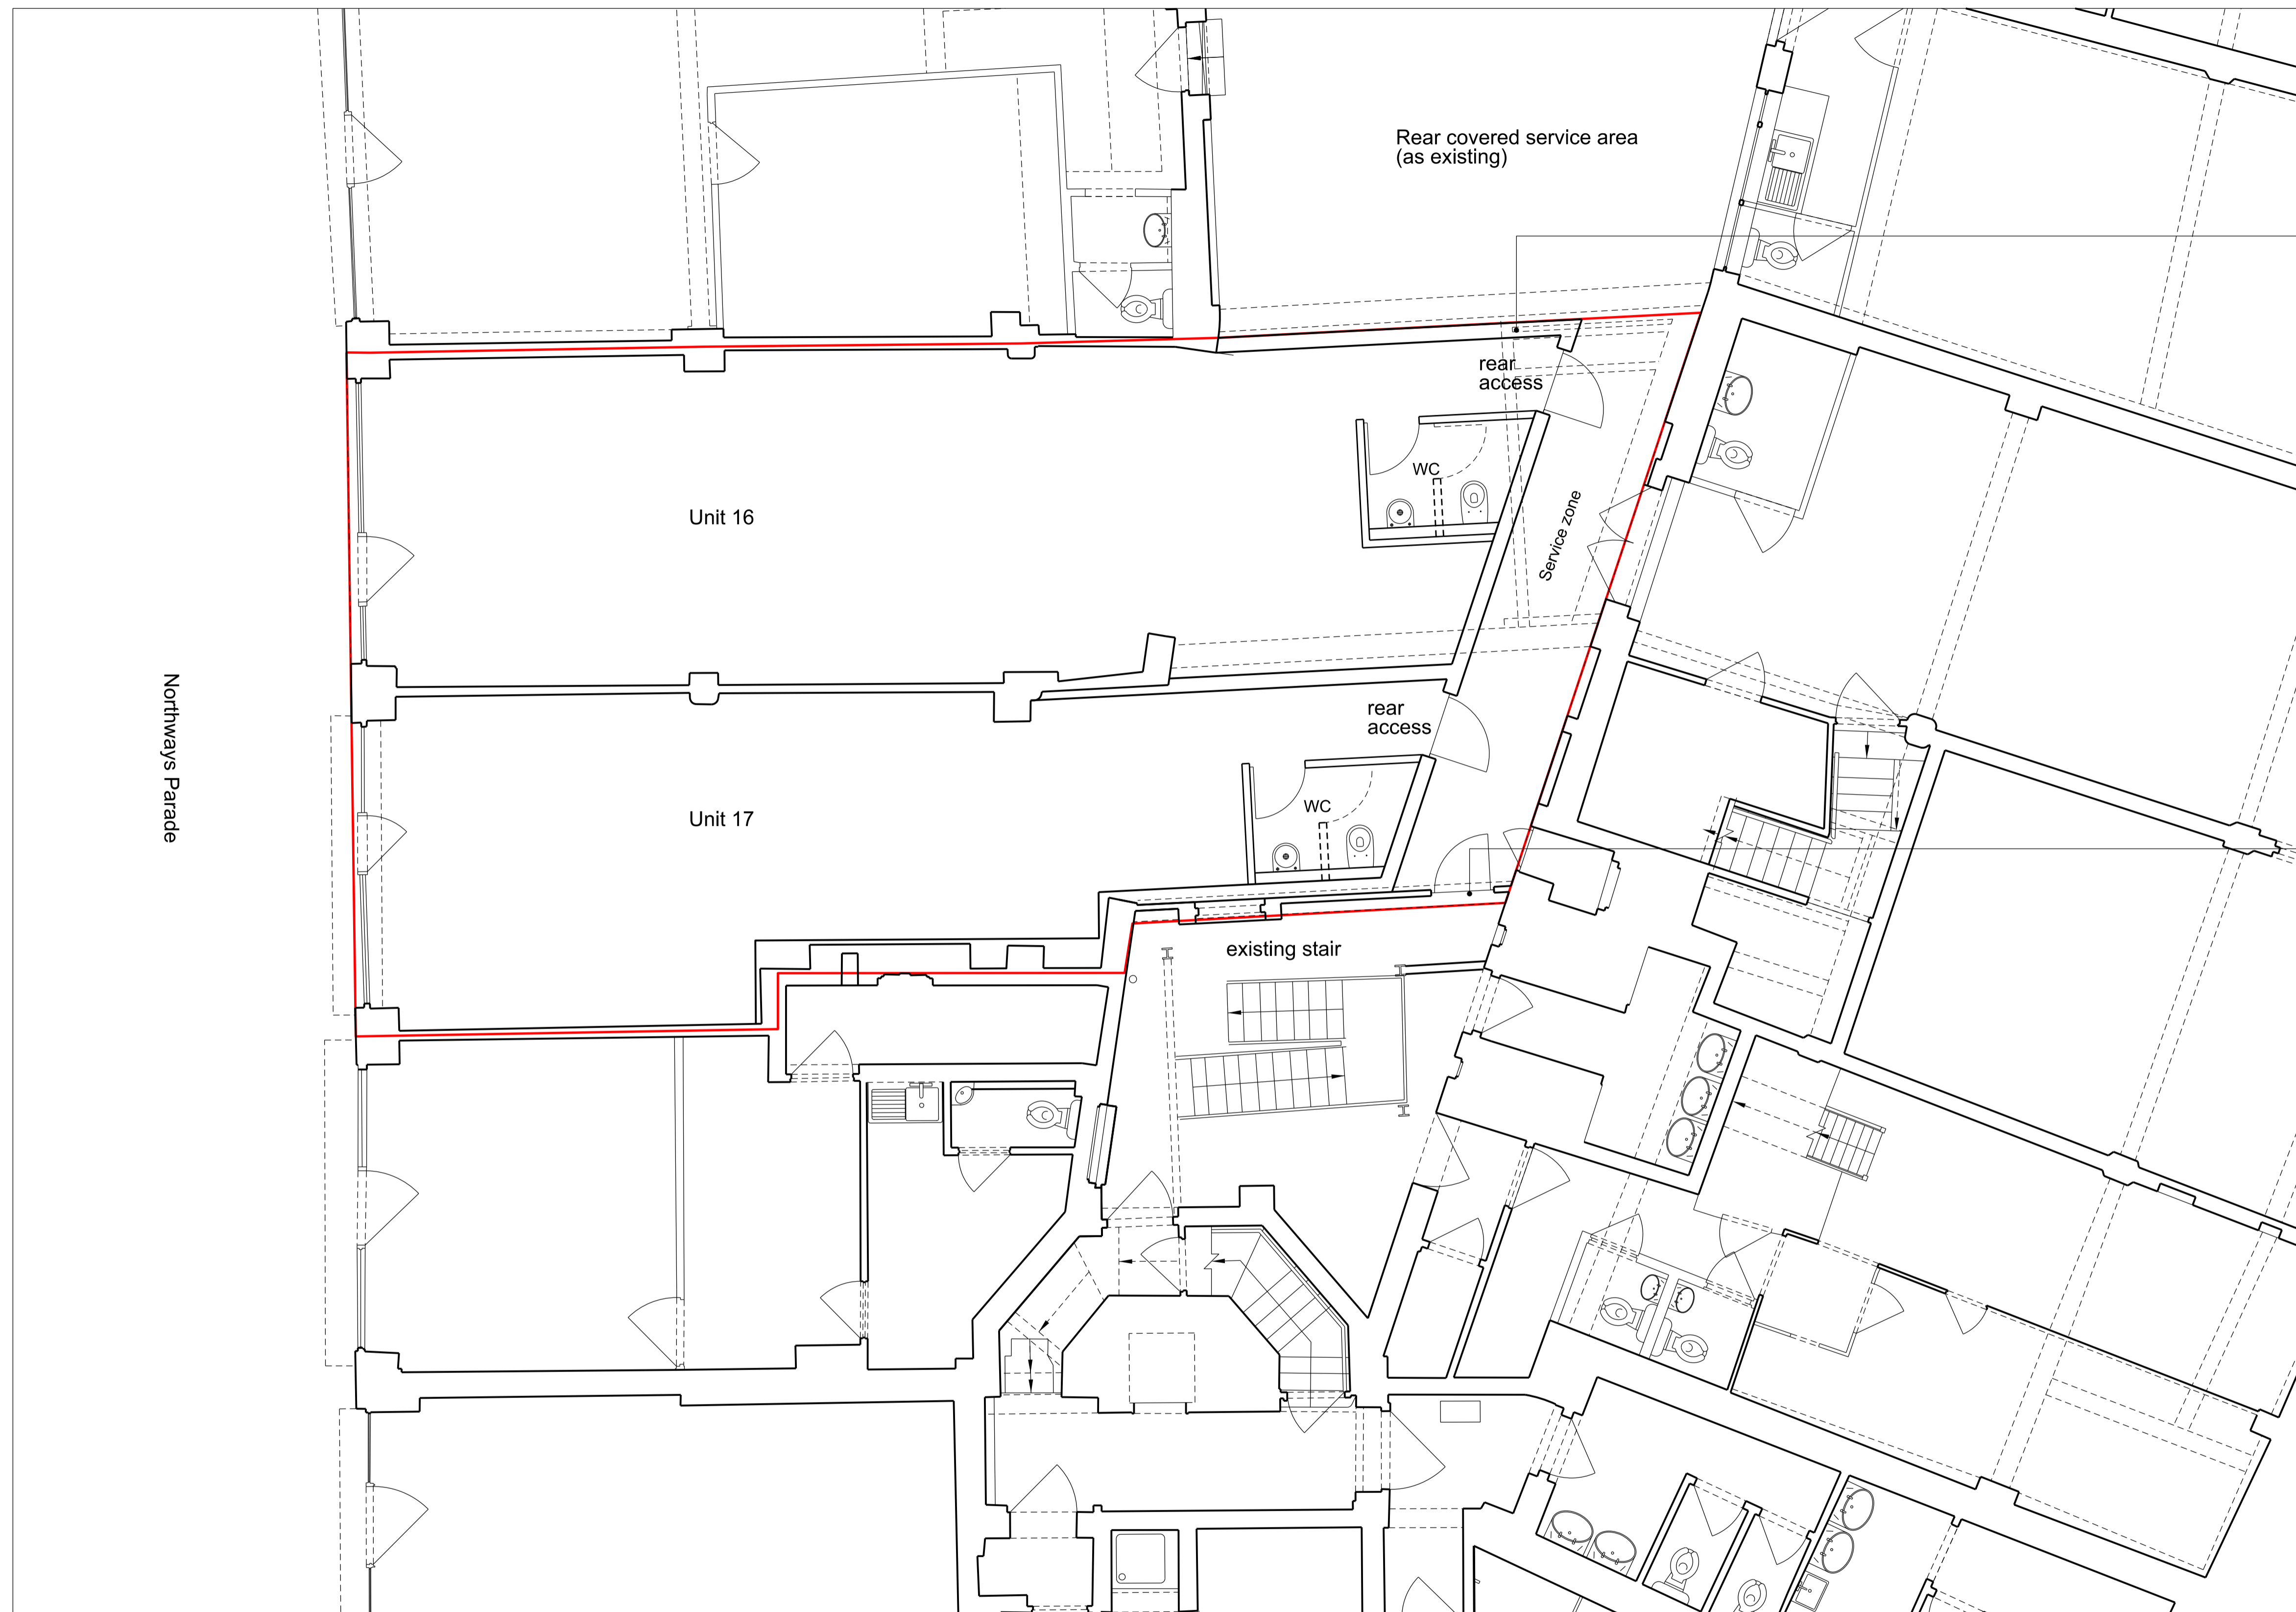 Rear covered service area
(as existing)
rear
access
WC
Unit 16
Service zone
Northways Parade
rear
access
WC
Unit 17
existing stair